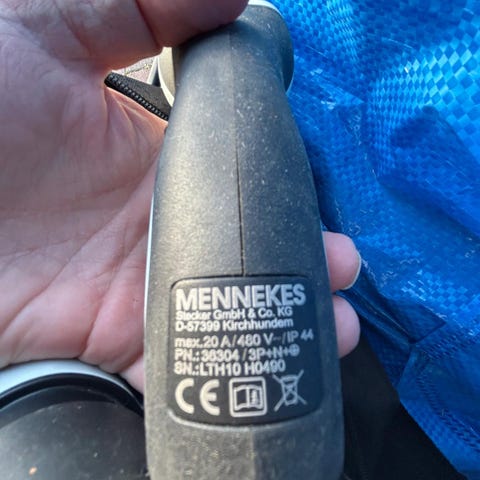 MENNEKES
Stecker GmbH & Co. KG
D-57399 Kirchhundem
max.20 A/480 V~/IP 44
PN.:36304/3P+N+⏚
SN.:LTH10 H0490
CE